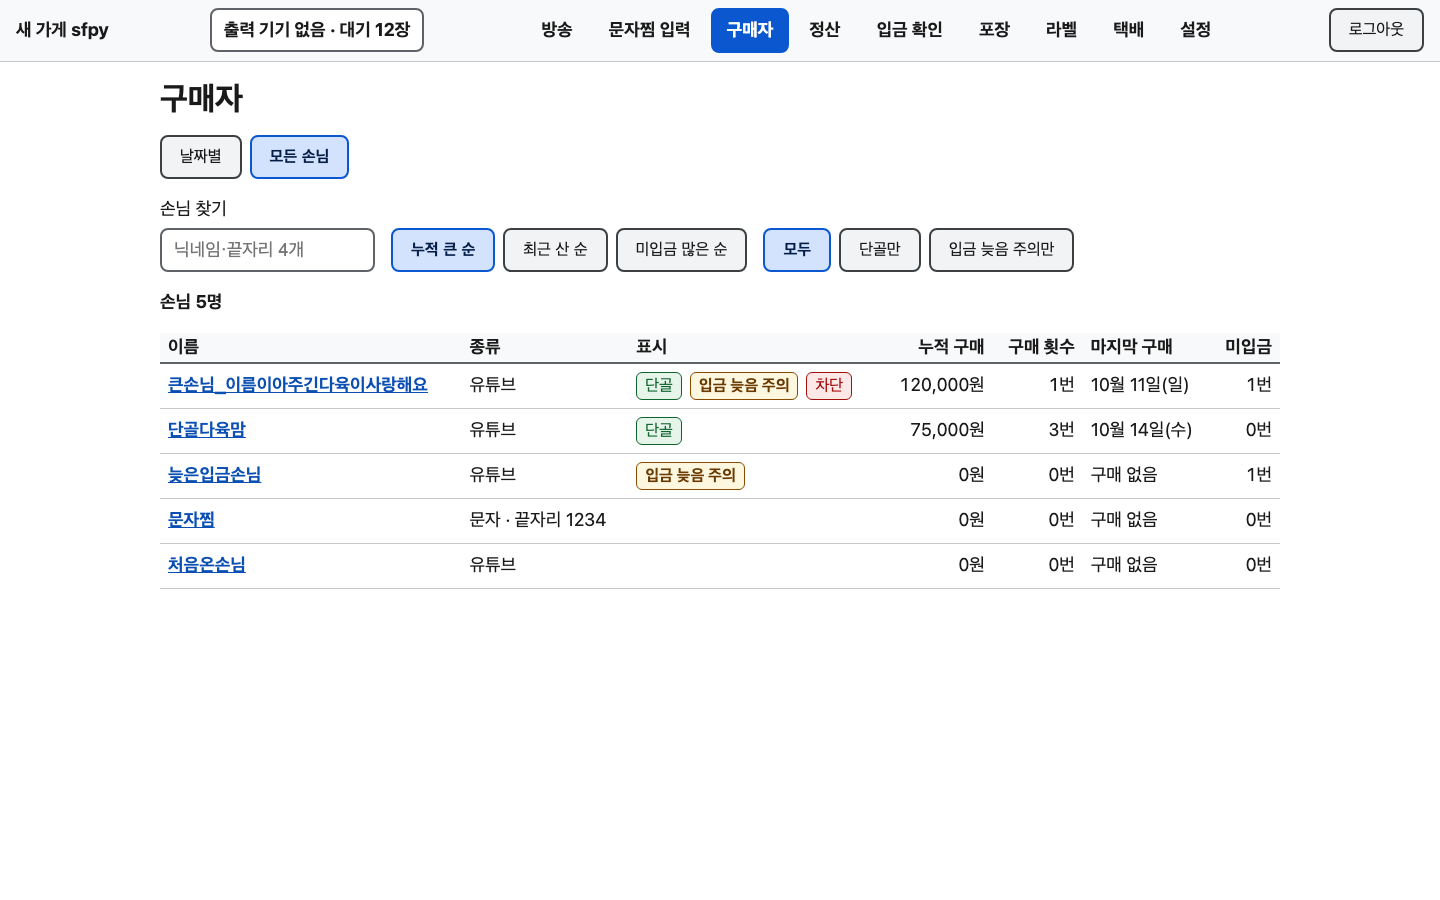 새 가게 sfpy 출력 기기 없음 · 대기 12장 방송 문자찜 입력 구매자 정산 입금 확인 포장 라벨 택배 설정 로그아웃
구매자
날짜별 모든 손님
손님 찾기
닉네임·끝자리 4개 누적 큰 순 최근 산 순 미입금 많은 순 모두 단골만 입금 늦음 주의만
손님 5명
이름 종류 표시 누적 구매 구매 횟수 마지막 구매 미입금
큰손님_이름이아주긴다육이사랑해요 유튜브 단골 입금 늦음 주의 차단 120,000원 1번 10월 11일(일) 1번
단골다육맘 유튜브 단골 75,000원 3번 10월 14일(수) 0번
늦은입금손님 유튜브 입금 늦음 주의 0원 0번 구매 없음 1번
문자찜 문자 · 끝자리 1234 0원 0번 구매 없음 0번
처음온손님 유튜브 0원 0번 구매 없음 0번